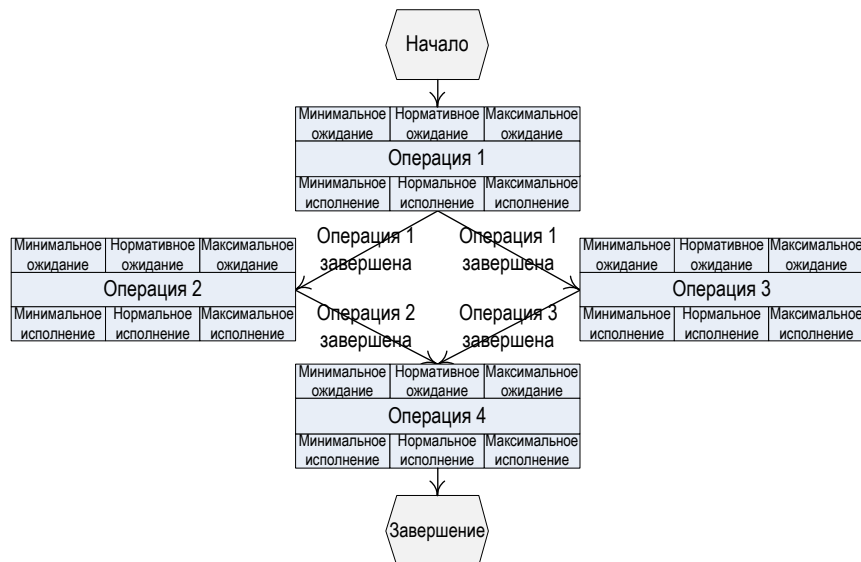 Начало
Минимальное Нормативное Максимальное
ожидание ожидание ожидание
Операция 1
Минимальное Нормальное Максимальное
исполнение исполнение исполнение
Операция 1
завершена
Операция 1
завершена
Минимальное Нормативное Максимальное
ожидание ожидание ожидание
Операция 2
Минимальное Нормальное Максимальное
исполнение исполнение исполнение
Минимальное Нормативное Максимальное
ожидание ожидание ожидание
Операция 3
Минимальное Нормальное Максимальное
исполнение исполнение исполнение
Операция 2
завершена
Операция 3
завершена
Минимальное Нормативное Максимальное
ожидание ожидание ожидание
Операция 4
Минимальное Нормальное Максимальное
исполнение исполнение исполнение
Завершение